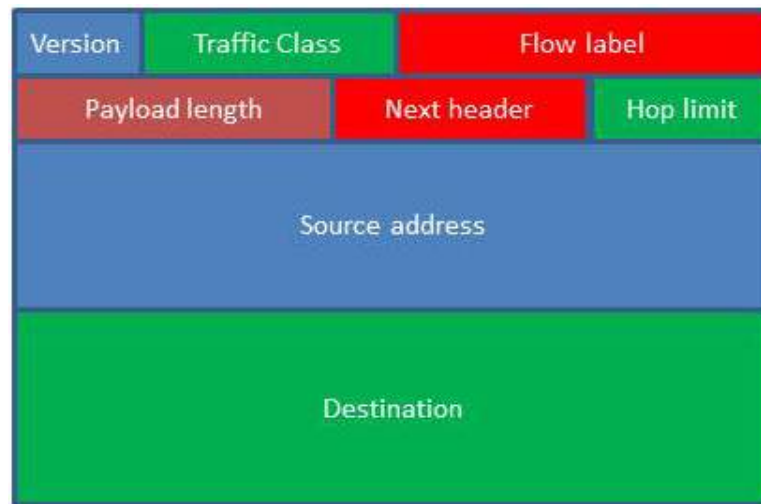 Version Traffic Class Flow label
Payload length Next header Hop limit
Source address
Destination